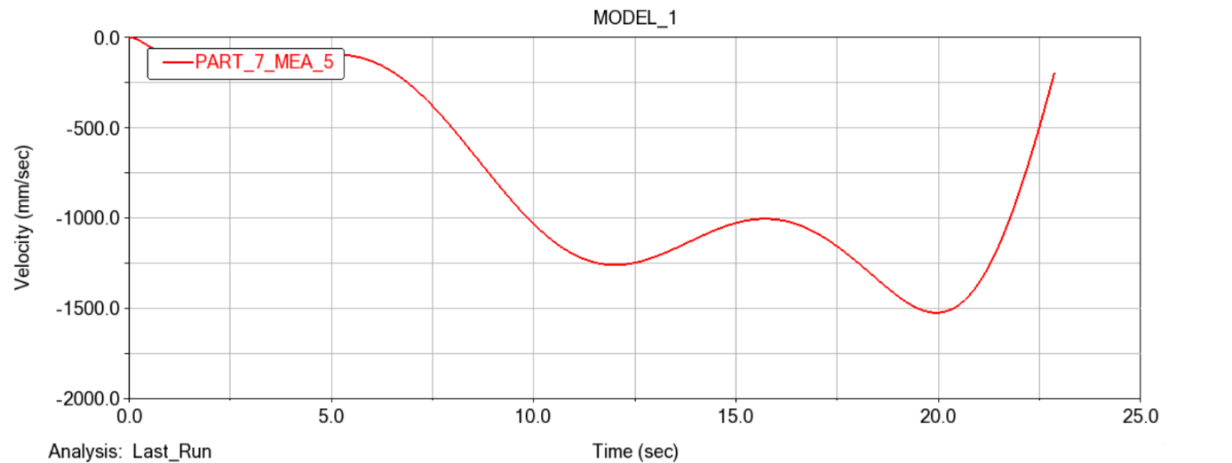 MODEL_1
0.0
PART_7_MEA_5
-500.0
-1000.0
-1500.0
-2000.0
Velocity (mm/sec)
0.0 5.0 10.0 15.0 20.0 25.0
Analysis: Last_Run Time (sec)